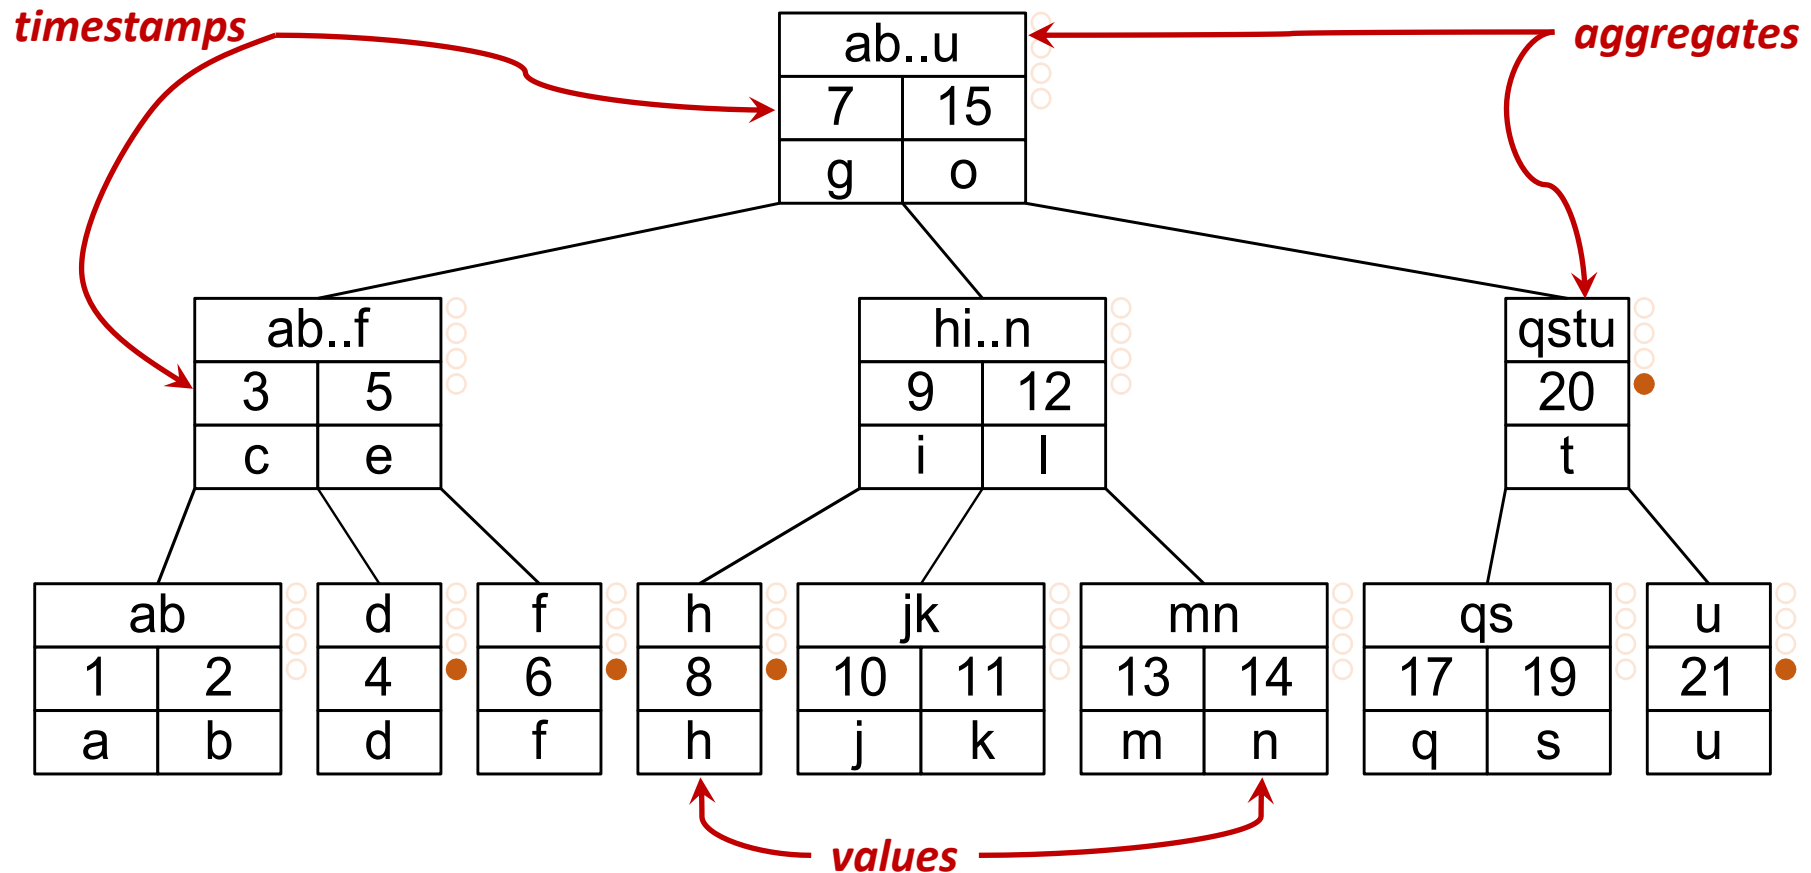 timestamps
aggregates
ab..u
7 15
g o
ab..f
3 5
c e
hi..n
9 12
i l
qstu
20
t
ab
1 2
a b
d
4
d
f
6
f
h
8
h
jk
10 11
j k
mn
13 14
m n
qs
17 19
q s
u
21
u
values